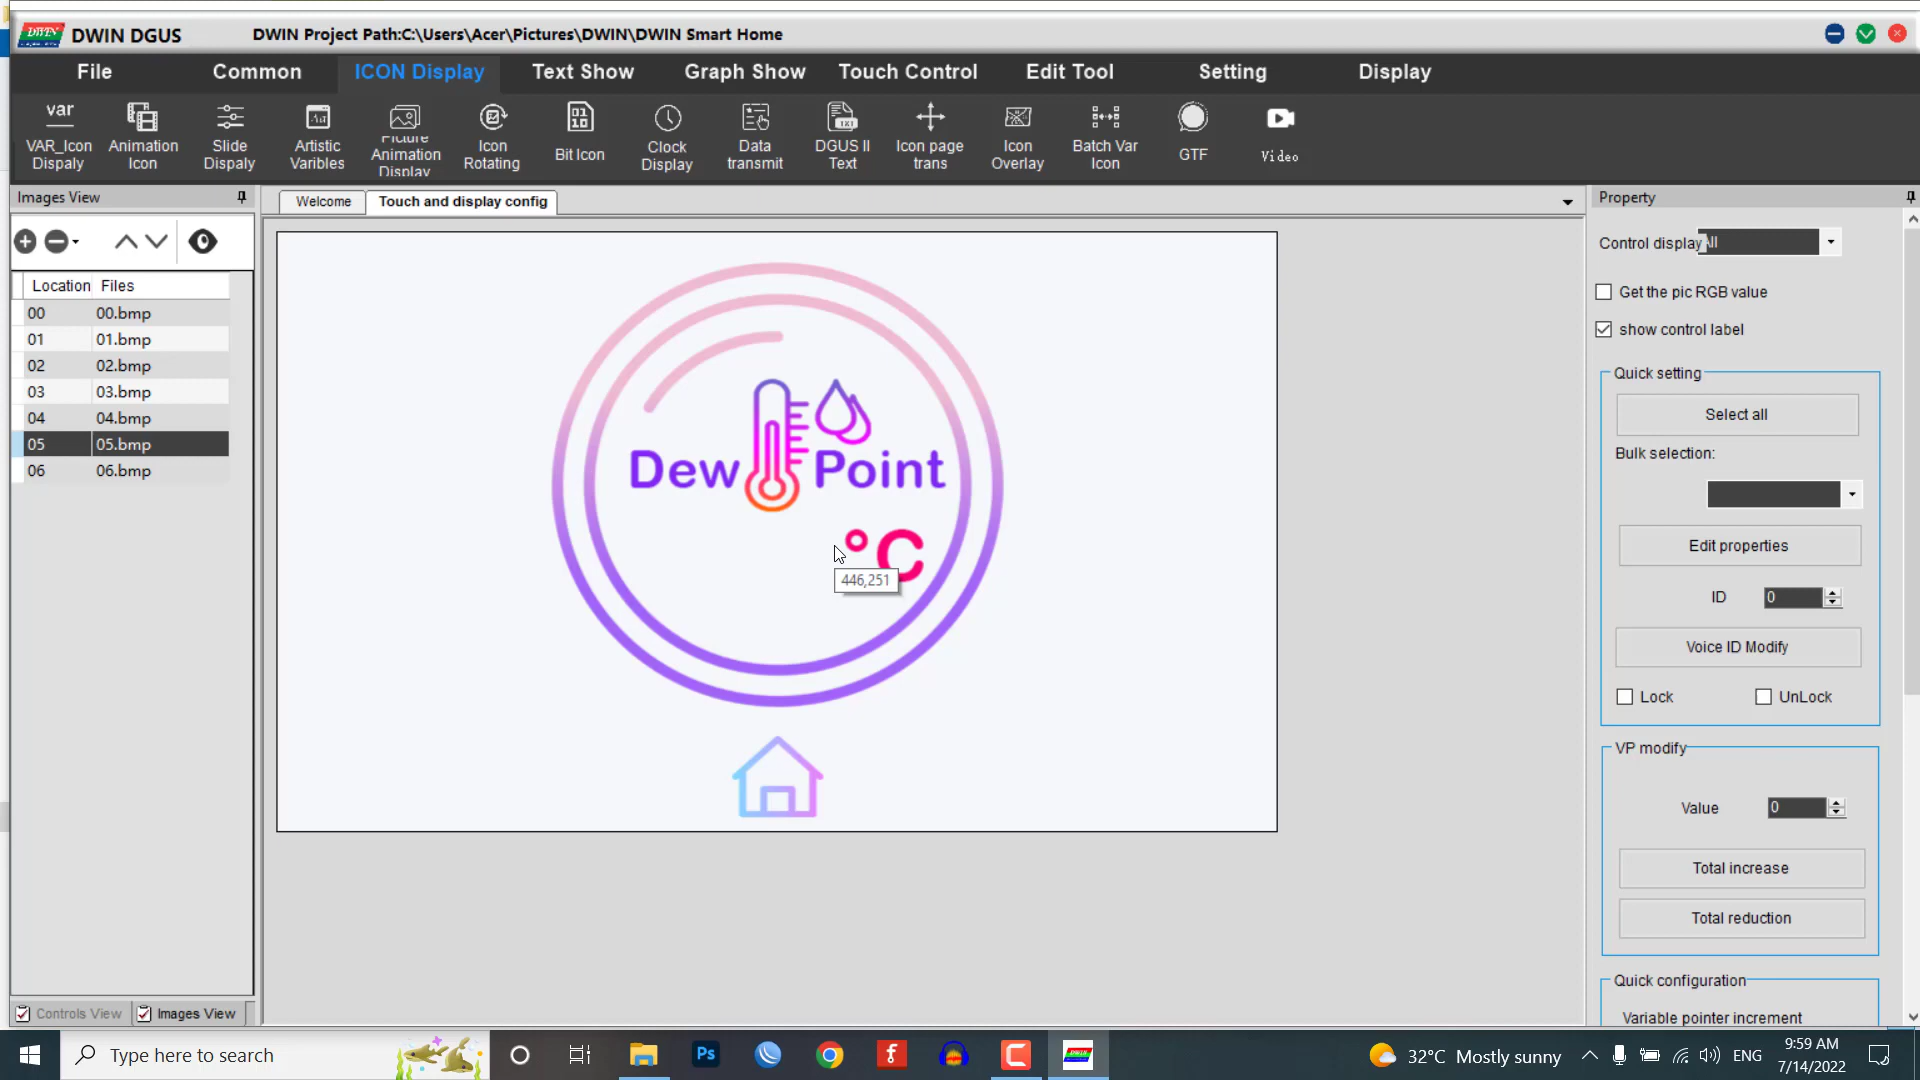 DWIN DGUS
DWIN Project Path:C:\Users\Acer\Pictures\DWIN\DWIN Smart Home
File Common ICON Display Text Show Graph Show Touch Control Edit Tool Setting Display
var
VAR_Icon Dispaly
Animation Icon
Slide Dispaly
Artistic Varibles
Picture Animation Display
Icon Rotating
Bit Icon
Clock Display
Data transmit
DGUS II Text
Icon page trans
Icon Overlay
Batch Var Icon
GTF
Video
Images View
Welcome
Touch and display config
Location Files
00 00.bmp
01 01.bmp
02 02.bmp
03 03.bmp
04 04.bmp
05 05.bmp
06 06.bmp
Controls View
Images View
Dew Point
°C
446,251
Property
Control display
Get the pic RGB value
show control label
Quick setting
Select all
Bulk selection:
Edit properties
ID 0
Voice ID Modify
Lock UnLock
VP modify
Value 0
Total increase
Total reduction
Quick configuration
Variable pointer increment
Type here to search
Ps
32°C Mostly sunny
ENG
9:59 AM
7/14/2022